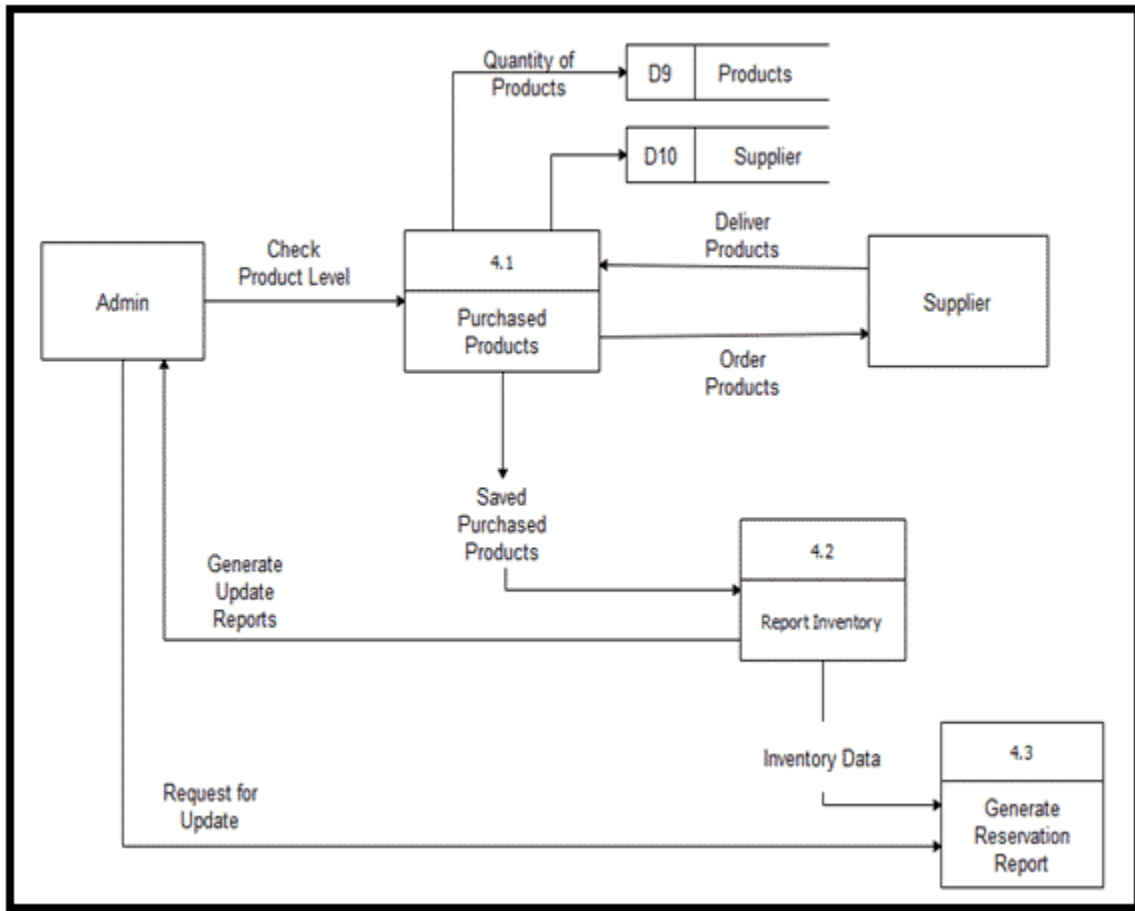 Quantity of
Products
D9 Products
D10 Supplier
Deliver
Products
Check
Product Level
4.1
Admin
Purchased
Products
Supplier
Order
Products
Saved
Purchased
Products
4.2
Generate
Update
Reports
Report Inventory
4.3
Inventory Data
Request for
Update
Generate
Reservation
Report